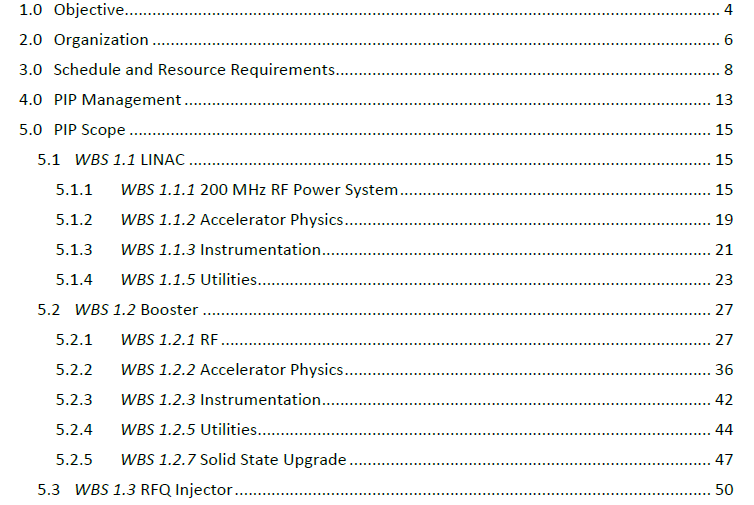 1.0 Objective.......................................................................................................................... 4
2.0 Organization .................................................................................................................... 6
3.0 Schedule and Resource Requirements............................................................................ 8
4.0 PIP Management ............................................................................................................ 13
5.0 PIP Scope ....................................................................................................................... 15
5.1 WBS 1.1 LINAC ............................................................................................................ 15
5.1.1 WBS 1.1.1 200 MHz RF Power System.................................................................. 15
5.1.2 WBS 1.1.2 Accelerator Physics............................................................................... 19
5.1.3 WBS 1.1.3 Instrumentation.................................................................................... 21
5.1.4 WBS 1.1.5 Utilities.................................................................................................. 23
5.2 WBS 1.2 Booster .......................................................................................................... 27
5.2.1 WBS 1.2.1 RF.......................................................................................................... 27
5.2.2 WBS 1.2.2 Accelerator Physics............................................................................... 36
5.2.3 WBS 1.2.3 Instrumentation.................................................................................... 42
5.2.4 WBS 1.2.5 Utilities.................................................................................................. 44
5.2.5 WBS 1.2.7 Solid State Upgrade .............................................................................. 47
5.3 WBS 1.3 RFQ Injector.................................................................................................... 50